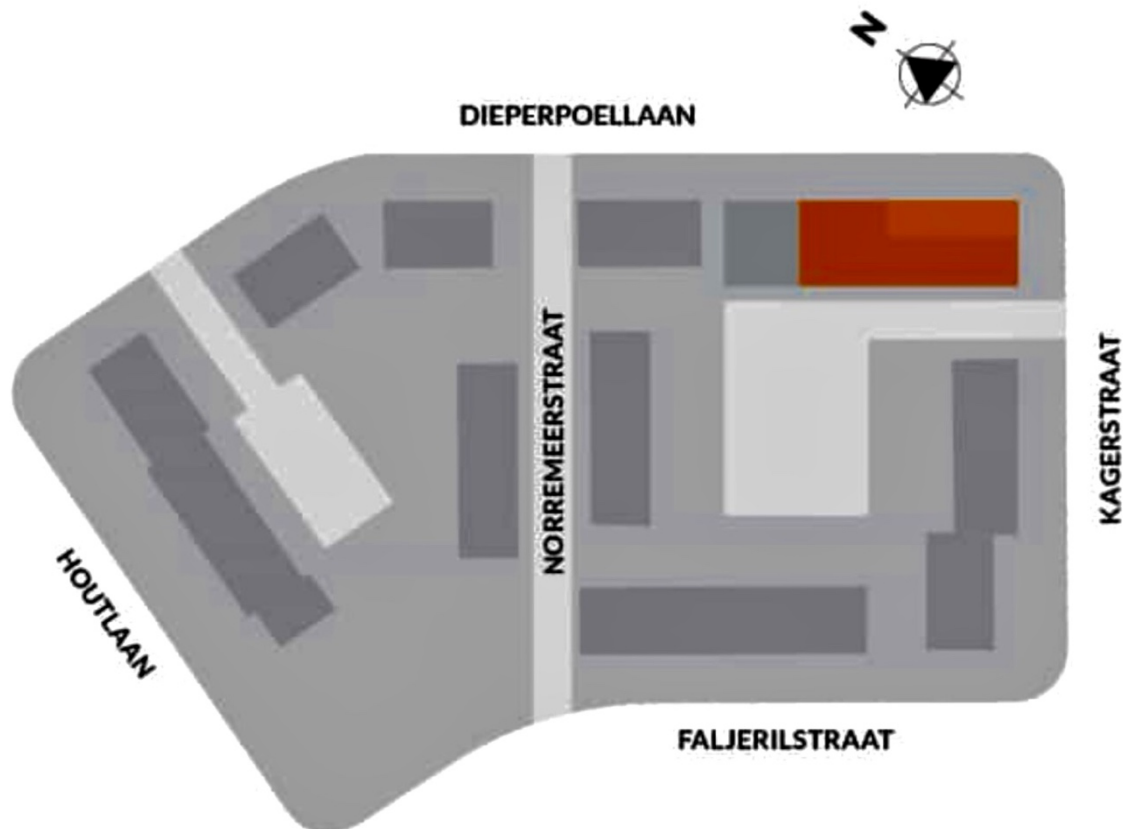 N
DIEPERPOELLAAN
NORREMEERSTRAAT
KAGERSTRAAT
HOUTLAAN
FALJERILSTRAAT